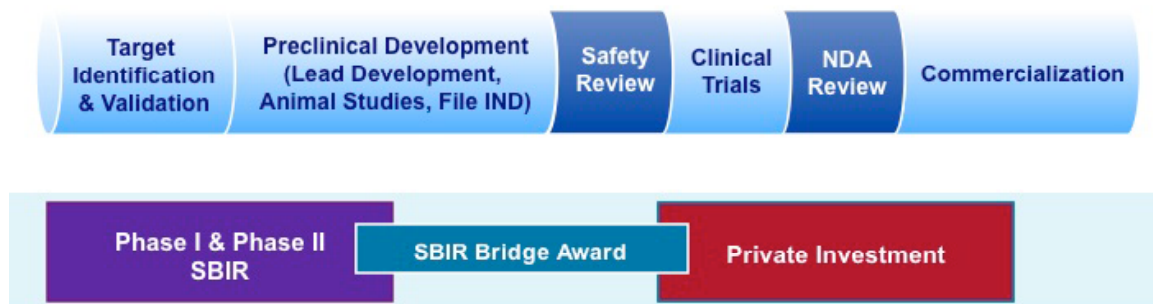 Target
Identification
& Validation
Preclinical Development
(Lead Development,
Animal Studies, File IND)
Safety
Review
Clinical
Trials
NDA
Review
Commercialization
Phase I & Phase II
SBIR
SBIR Bridge Award
Private Investment